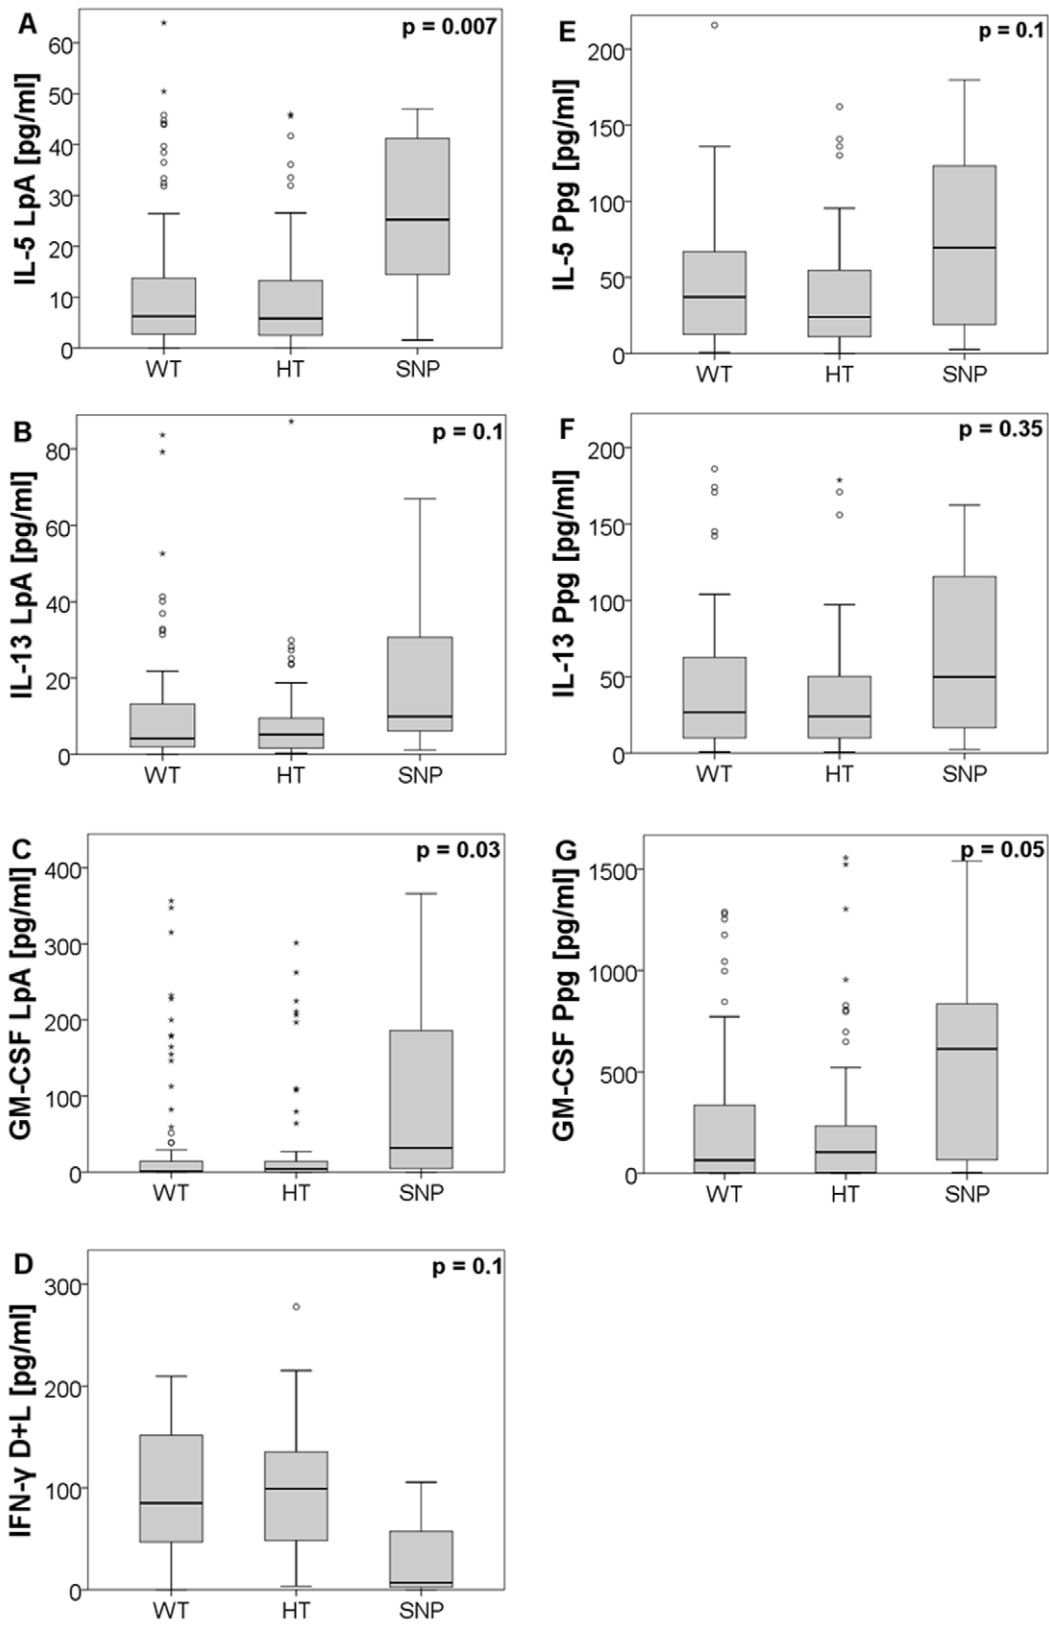 A
p = 0.007
IL-5 LpA [pg/ml]
60
50
40
30
20
10
0
WT HT SNP
E
p = 0.1
IL-5 Ppg [pg/ml]
200
150
100
50
0
WT HT SNP
B
p = 0.1
IL-13 LpA [pg/ml]
80
60
40
20
0
WT HT SNP
F
p = 0.35
IL-13 Ppg [pg/ml]
200
150
100
50
0
WT HT SNP
C
p = 0.03
GM-CSF LpA [pg/ml]
400
300
200
100
0
WT HT SNP
G
p = 0.05
GM-CSF Ppg [pg/ml]
1500
1000
500
0
WT HT SNP
D
p = 0.1
IFN-γ D+L [pg/ml]
300
200
100
0
WT HT SNP